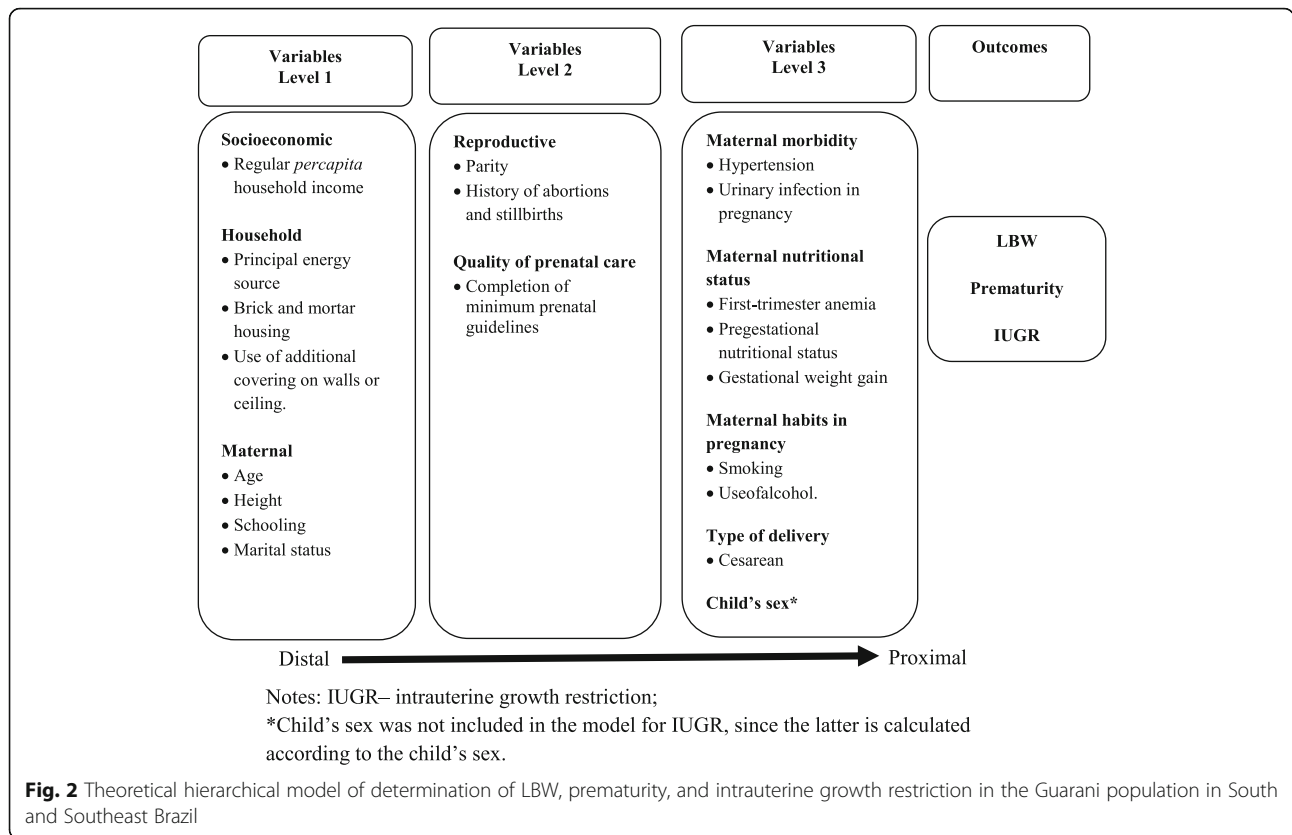 Variables
Level 1
Socioeconomic
• Regular percapita
household income
Household
• Principal energy
source
• Brick and mortar
housing
• Use of additional
covering on walls or
ceiling.
Maternal
• Age
• Height
• Schooling
• Marital status
Variables
Level 2
Reproductive
• Parity
• History of abortions
and stillbirths
Quality of prenatal care
• Completion of
minimum prenatal
guidelines
Variables
Level 3
Maternal morbidity
• Hypertension
• Urinary infection in
pregnancy
Maternal nutritional
status
• First-trimester anemia
• Pregestational
nutritional status
• Gestational weight gain
Maternal habits in
pregnancy
• Smoking
• Useofalcohol.
Type of delivery
• Cesarean
Child's sex*
Outcomes
LBW
Prematurity
IUGR
Distal
Proximal
Notes: IUGR– intrauterine growth restriction;
*Child's sex was not included in the model for IUGR, since the latter is calculated
according to the child's sex.
Fig. 2 Theoretical hierarchical model of determination of LBW, prematurity, and intrauterine growth restriction in the Guarani population in South
and Southeast Brazil